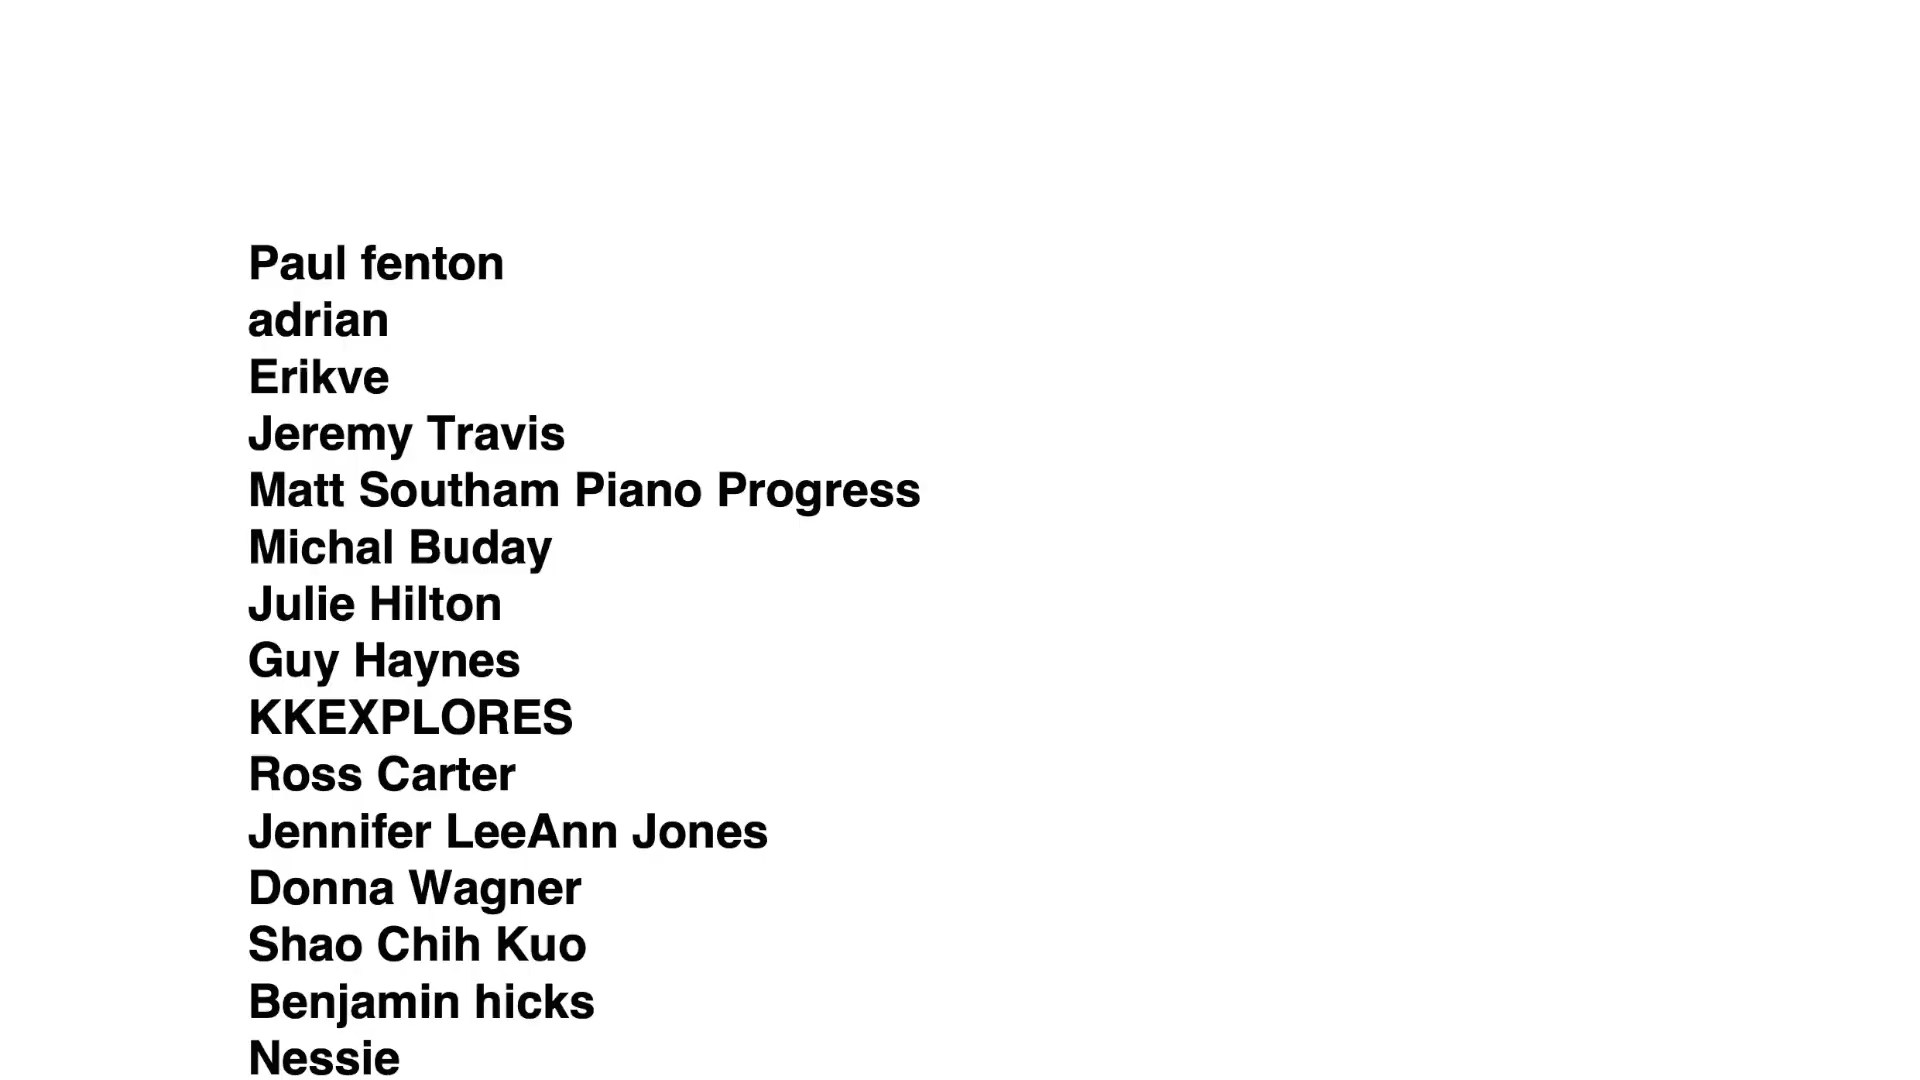 Paul fenton
adrian
Erikve
Jeremy Travis
Matt Southam Piano Progress
Michal Buday
Julie Hilton
Guy Haynes
KKEXPLORES
Ross Carter
Jennifer LeeAnn Jones
Donna Wagner
Shao Chih Kuo
Benjamin hicks
Nessie